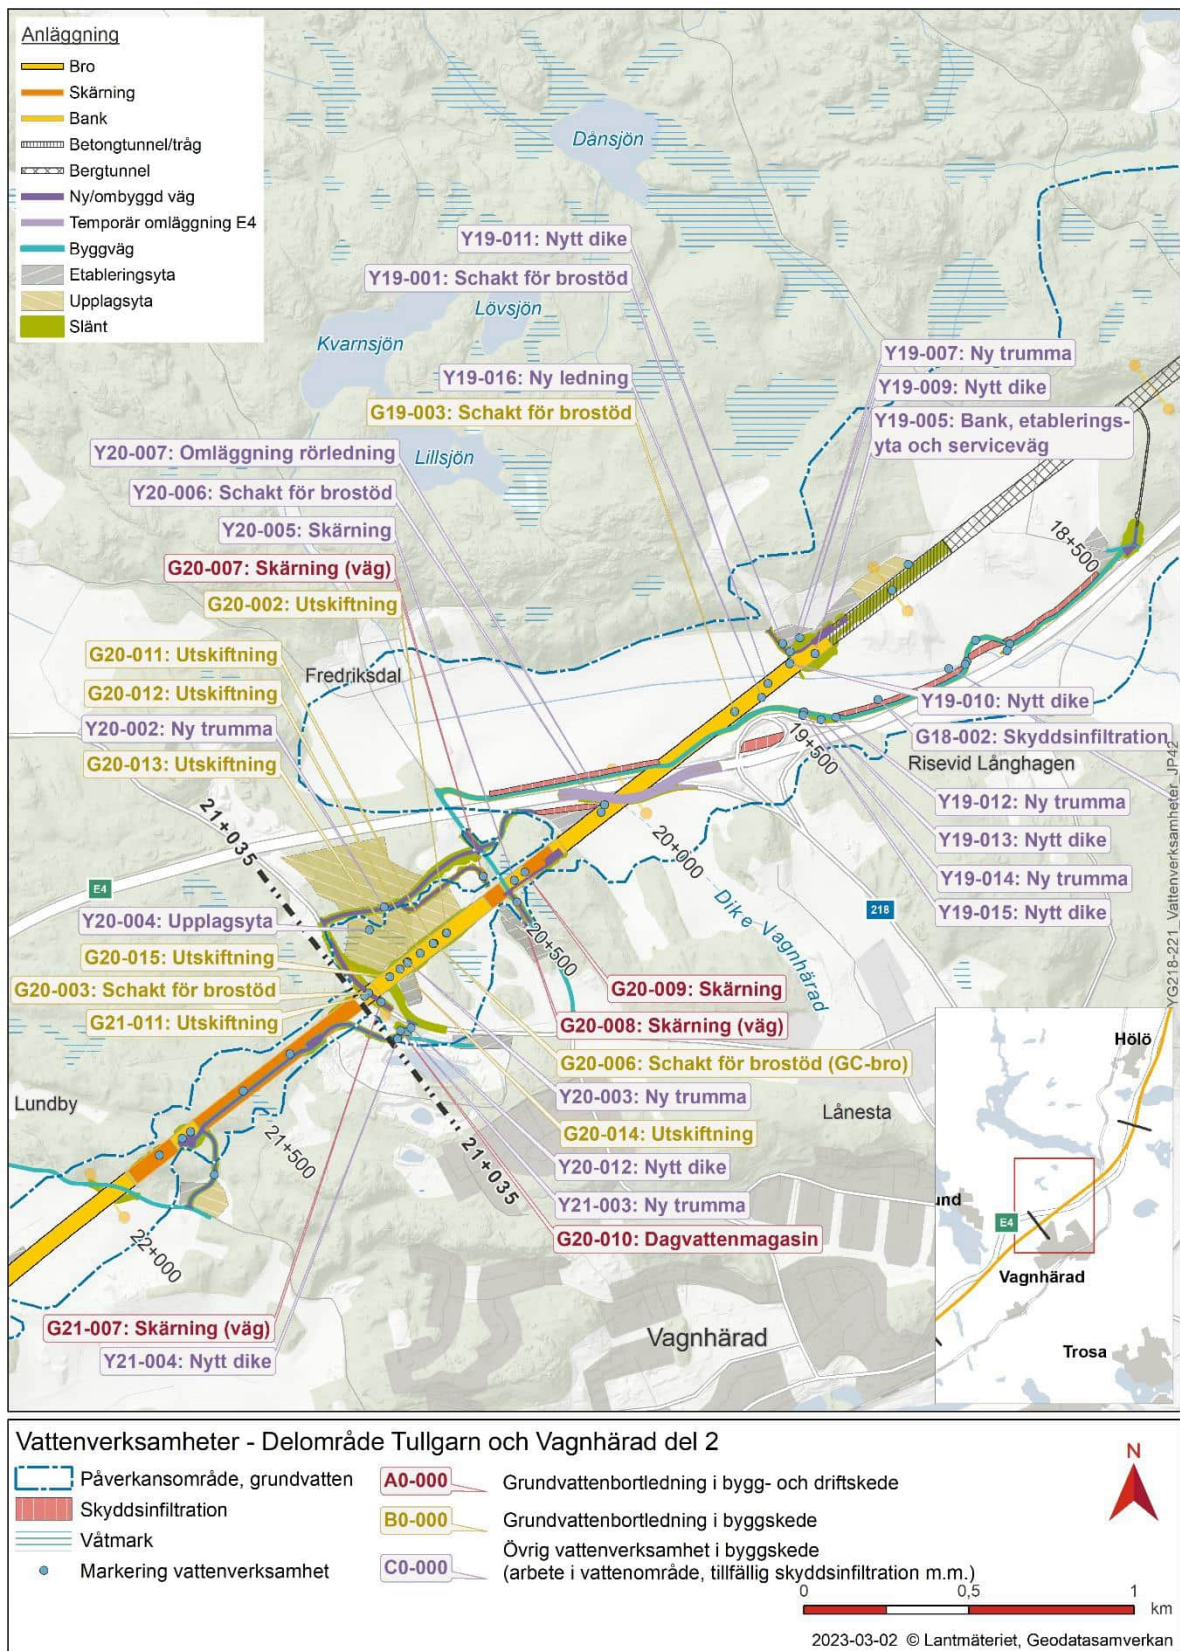 Anläggning
Bro
Skärning
Bank
Betongtunnel/tråg
Bergtunnel
Ny/ombyggd väg
Temporär omläggning E4
Byggväg
Etableringsyta
Upplagsyta
Slänt
Dånsjön
Lövsjön
Kvarnsjön
Lillsjön
Y19-011: Nytt dike
Y19-001: Schakt för brostöd
Y19-016: Ny ledning
G19-003: Schakt för brostöd
Y19-007: Ny trumma
Y19-009: Nytt dike
Y19-005: Bank, etablerings-
yta och serviceväg
Y20-007: Omläggning rörledning
Y20-006: Schakt för brostöd
Y20-005: Skärning
G20-007: Skärning (väg)
G20-002: Utskiftning
18+500
G20-011: Utskiftning
G20-012: Utskiftning
Y20-002: Ny trumma
G20-013: Utskiftning
Fredriksdal
Y19-010: Nytt dike
G18-002: Skyddsinfiltration
19+500
Risevid Långhagen
Y19-012: Ny trumma
Y19-013: Nytt dike
Y19-014: Ny trumma
Y19-015: Nytt dike
21+035
20+000
E4
218
Dike Vagnhärad
Y20-004: Upplagsyta
G20-015: Utskiftning
G20-003: Schakt för brostöd
G21-011: Utskiftning
20+500
G20-009: Skärning
G20-008: Skärning (väg)
G20-006: Schakt för brostöd (GC-bro)
Y20-003: Ny trumma
G20-014: Utskiftning
Y20-012: Nytt dike
Y21-003: Ny trumma
G20-010: Dagvattenmagasin
Lånesta
Lundby
21+500
21+035
22+000
G21-007: Skärning (väg)
Y21-004: Nytt dike
Vagnhärad
YG218-221_Vattenverksamheter_JP42
Hölö
und
E4
Vagnhärad
Trosa
Vattenverksamheter - Delområde Tullgarn och Vagnhärad del 2
Påverkansområde, grundvatten
Skyddsinfiltration
Våtmark
Markering vattenverksamhet
A0-000 Grundvattenbortledning i bygg- och driftskede
B0-000 Grundvattenbortledning i byggskede
C0-000 Övrig vattenverksamhet i byggskede
(arbete i vattenområde, tillfällig skyddsinfiltration m.m.)
N
0 0,5 1
km
2023-03-02 © Lantmäteriet, Geodatasamverkan